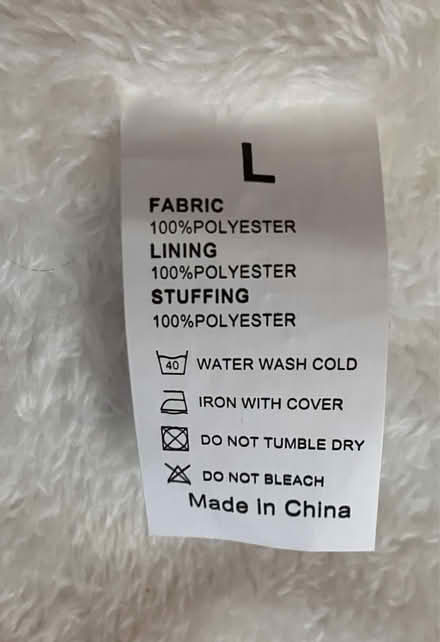 L
FABRIC
100%POLYESTER
LINING
100%POLYESTER
STUFFING
100%POLYESTER
40 WATER WASH COLD
IRON WITH COVER
DO NOT TUMBLE DRY
DO NOT BLEACH
Made in China